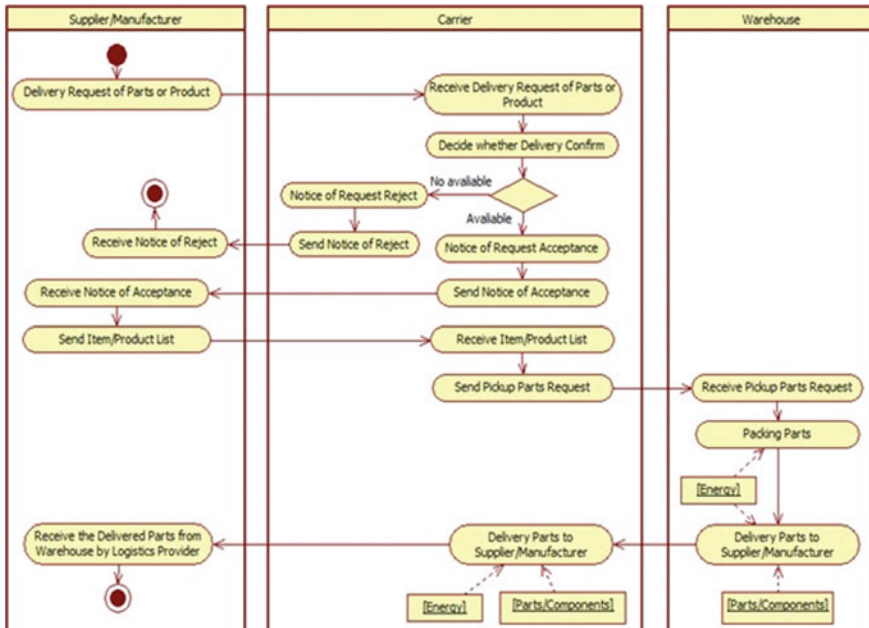 Supplier/Manufacturer
Carrier
Warehouse
Delivery Request of Parts or Product
Receive Delivery Request of Parts or
Product
Decide whether Delivery Confirm
No avaliable
Notice of Request Reject
Avaliable
Receive Notice of Reject
Send Notice of Reject
Notice of Request Acceptance
Receive Notice of Acceptance
Send Notice of Acceptance
Send Item/Product List
Receive Item/Product List
Send Pickup Parts Request
Receive Pickup Parts Request
Packing Parts
[Energy]
Receive the Delivered Parts from
Warehouse by Logistics Provider
Delivery Parts to
Supplier/Manufacturer
Delivery Parts to
Supplier/Manufacturer
[Energy]
[Parts/Components]
[Parts/Components]